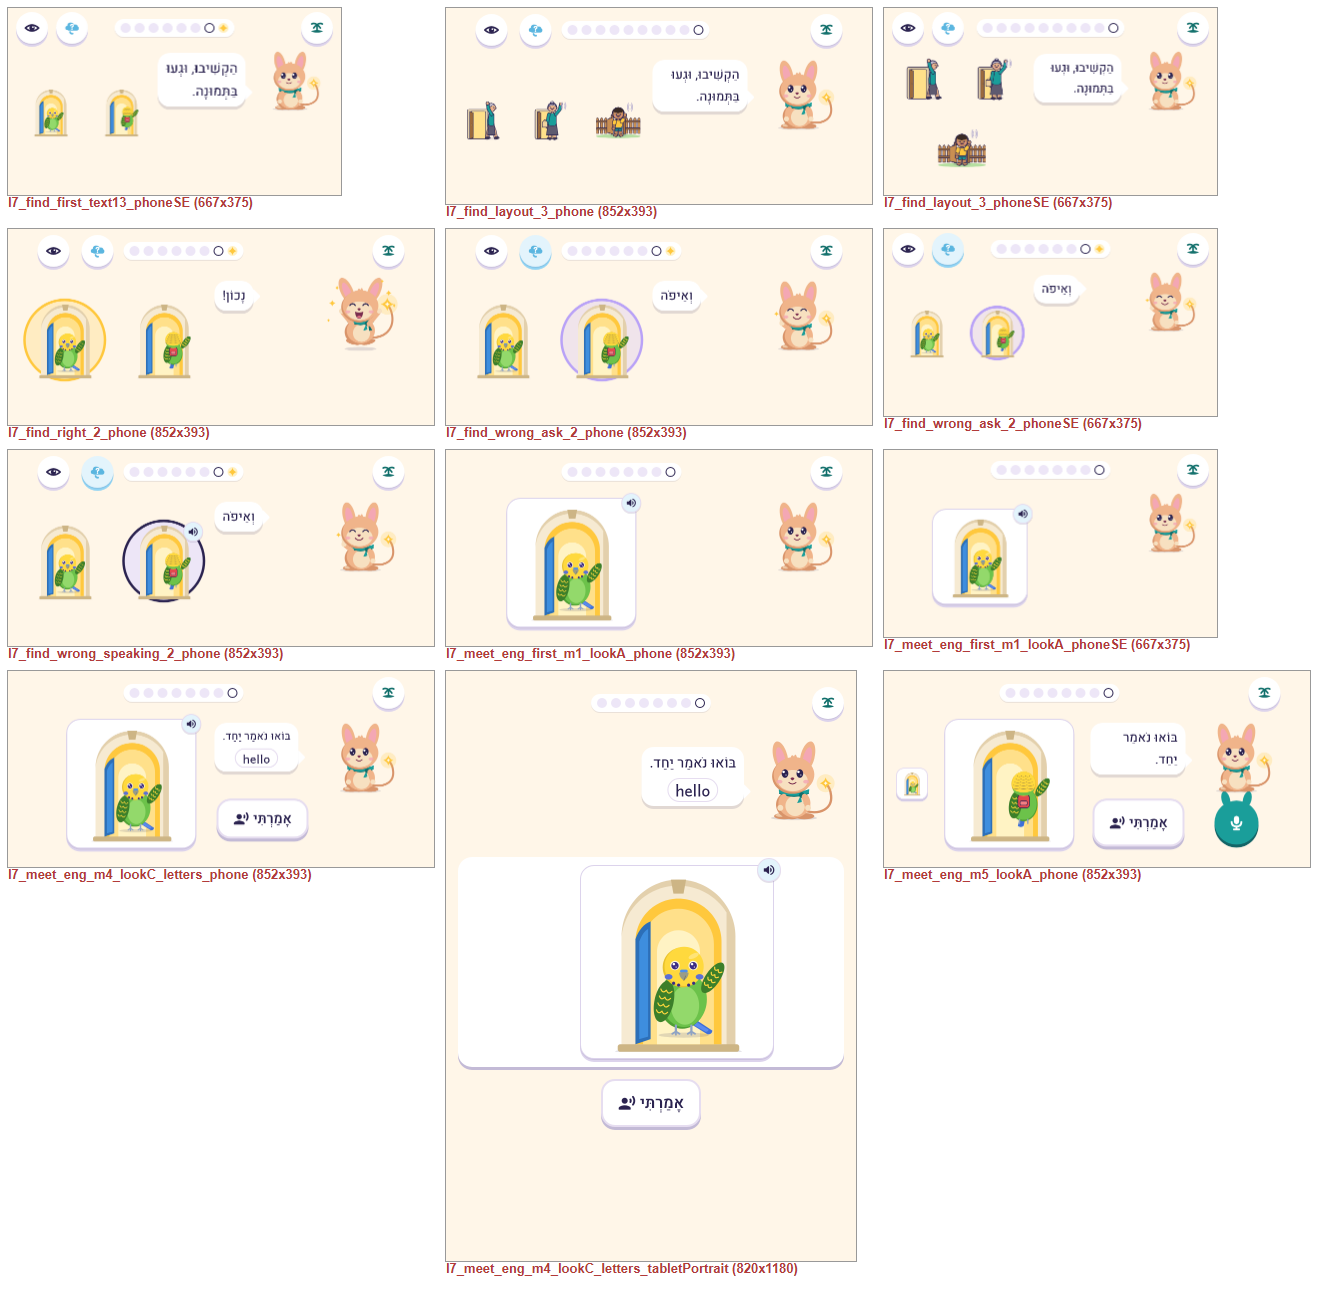 הַקְשִׁיבוּ, וּגְעוּ
בַּתְּמוּנָה.
l7_find_first_text13_phoneSE (667x375)
הַקְשִׁיבוּ, וּגְעוּ
בַּתְּמוּנָה.
l7_find_layout_3_phone (852x393)
הַקְשִׁיבוּ, וּגְעוּ
בַּתְּמוּנָה.
l7_find_layout_3_phoneSE (667x375)
נָכוֹן!
l7_find_right_2_phone (852x393)
וְאֵיפֹה
l7_find_wrong_ask_2_phone (852x393)
וְאֵיפֹה
l7_find_wrong_ask_2_phoneSE (667x375)
וְאֵיפֹה
l7_find_wrong_speaking_2_phone (852x393)
l7_meet_eng_first_m1_lookA_phone (852x393)
l7_meet_eng_first_m1_lookA_phoneSE (667x375)
בּוֹאוּ נֹאמַר יַחַד.
hello
אָמַרְתִּי
l7_meet_eng_m4_lookC_letters_phone (852x393)
בּוֹאוּ נֹאמַר יַחַד.
hello
אָמַרְתִּי
l7_meet_eng_m4_lookC_letters_tabletPortrait (820x1180)
בּוֹאוּ נֹאמַר
יַחַד.
אָמַרְתִּי
l7_meet_eng_m5_lookA_phone (852x393)